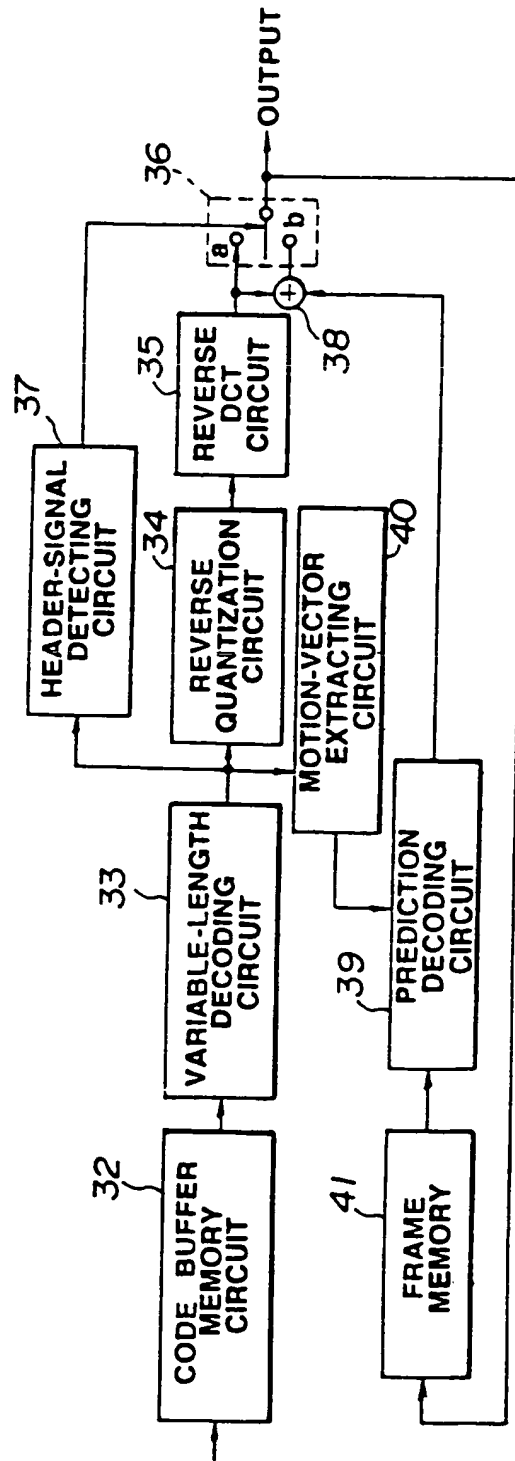 32
CODE BUFFER
MEMORY
CIRCUIT
33
VARIABLE-LENGTH
DECODING
CIRCUIT
37
HEADER-SIGNAL
DETECTING
CIRCUIT
34
REVERSE
QUANTIZATION
CIRCUIT
35
REVERSE
DCT
CIRCUIT
36
a
b
+
38
OUTPUT
40
MOTION-VECTOR
EXTRACTING
CIRCUIT
39
PREDICTION
DECODING
CIRCUIT
41
FRAME
MEMORY